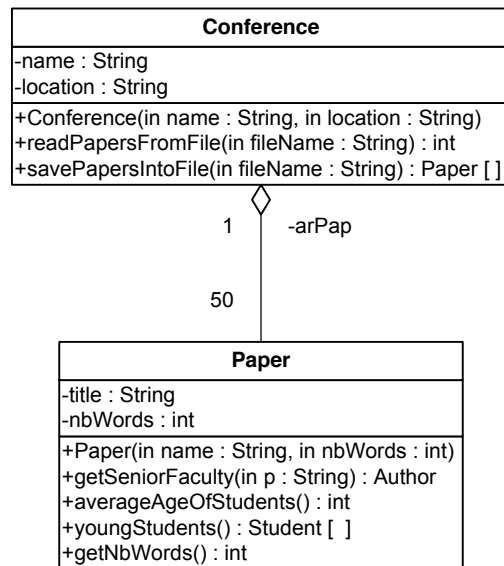 Conference
-name : String
-location : String
+Conference(in name : String, in location : String)
+readPapersFromFile(in fileName : String) : int
+savePapersIntoFile(in fileName : String) : Paper [ ]
1 -arPap
50
Paper
-title : String
-nbWords : int
+Paper(in name : String, in nbWords : int)
+getSeniorFaculty(in p : String) : Author
+averageAgeOfStudents() : int
+youngStudents() : Student [  ]
+getNbWords() : int